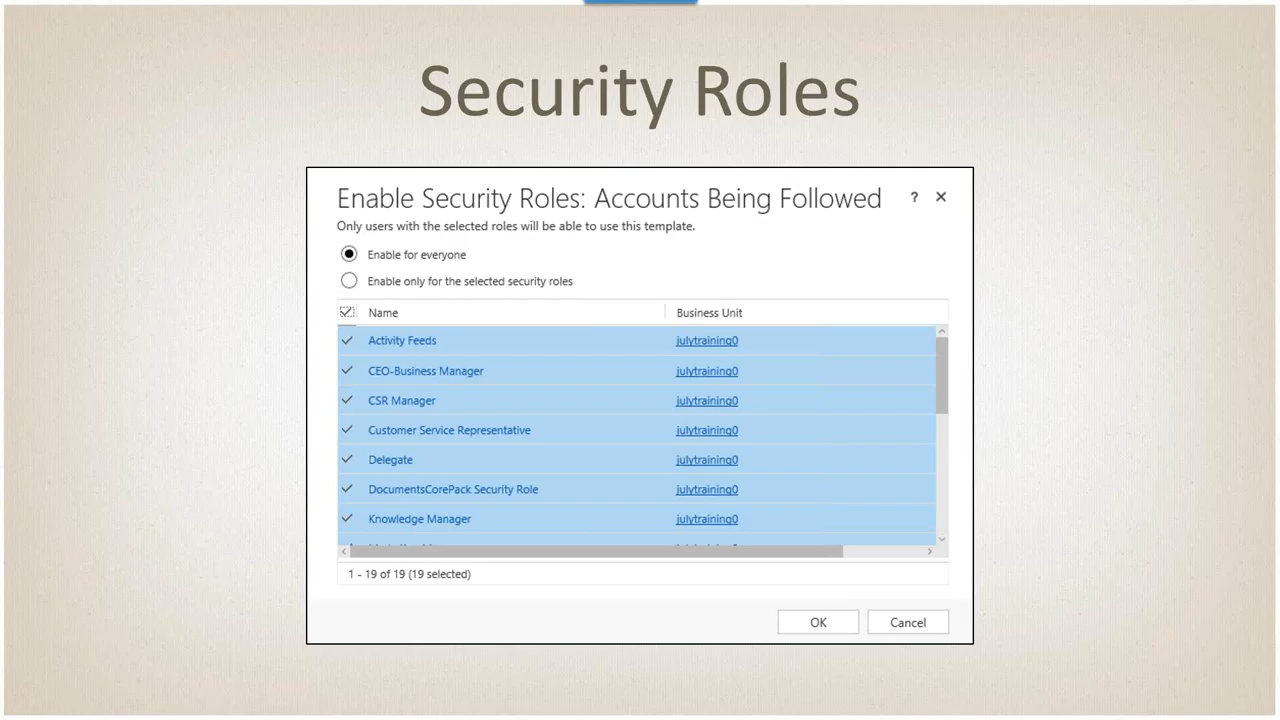 Security Roles
Enable Security Roles: Accounts Being Followed ?
Only users with the selected roles will be able to use this template.
Enable for everyone
Enable only for the selected security roles
Name Business Unit
Activity Feeds julytraining0
CEO-Business Manager julytraining0
CSR Manager julytraining0
Customer Service Representative julytraining0
Delegate julytraining0
DocumentsCorePack Security Role julytraining0
Knowledge Manager julytraining0
1 - 19 of 19 (19 selected)
OK Cancel